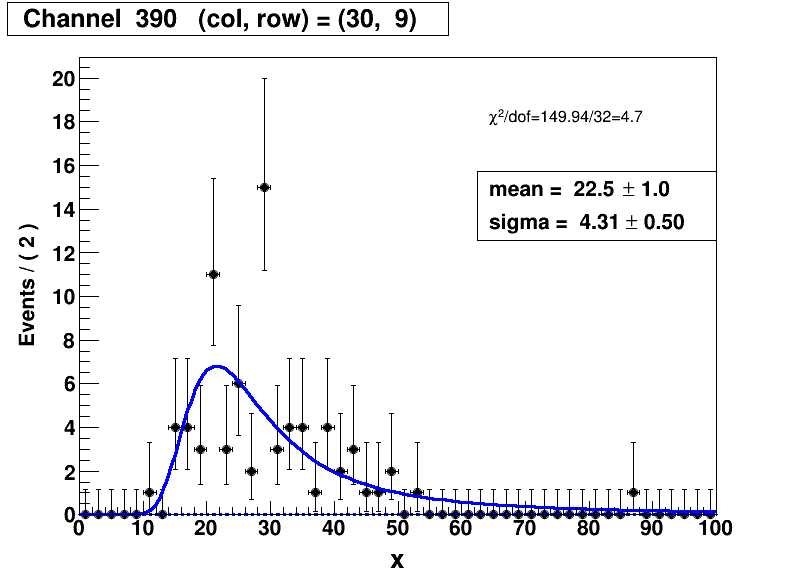 Channel 390 (col, row) = (30, 9)
χ²/dof=149.94/32=4.7
mean = 22.5 ± 1.0
sigma = 4.31 ± 0.50
Events / ( 2 )
20
18
16
14
12
10
8
6
4
2
0
0 10 20 30 40 50 60 70 80 90 100
x